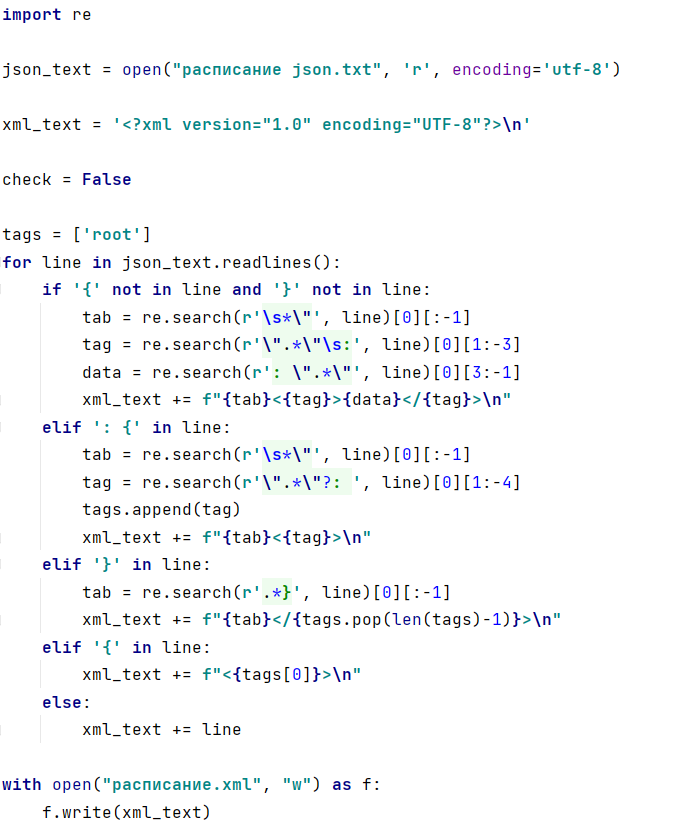 import re

json_text = open("расписание json.txt", 'r', encoding='utf-8')

xml_text = '<?xml version="1.0" encoding="UTF-8"?>\n'

check = False

tags = ['root']
for line in json_text.readlines():
    if '{' not in line and '}' not in line:
        tab = re.search(r'\s*\"', line)[0][:-1]
        tag = re.search(r'\".*\"\s:', line)[0][1:-3]
        data = re.search(r': \".*\"', line)[0][3:-1]
        xml_text += f"{tab}<{tag}>{data}</{tag}>\n"
    elif ': {' in line:
        tab = re.search(r'\s*\"', line)[0][:-1]
        tag = re.search(r'\".*\"?: ', line)[0][1:-4]
        tags.append(tag)
        xml_text += f"{tab}<{tag}>\n"
    elif '}' in line:
        tab = re.search(r'.*}', line)[0][:-1]
        xml_text += f"{tab}</{tags.pop(len(tags)-1)}>\n"
    elif '{' in line:
        xml_text += f"<{tags[0]}>\n"
    else:
        xml_text += line

with open("расписание.xml", "w") as f:
    f.write(xml_text)